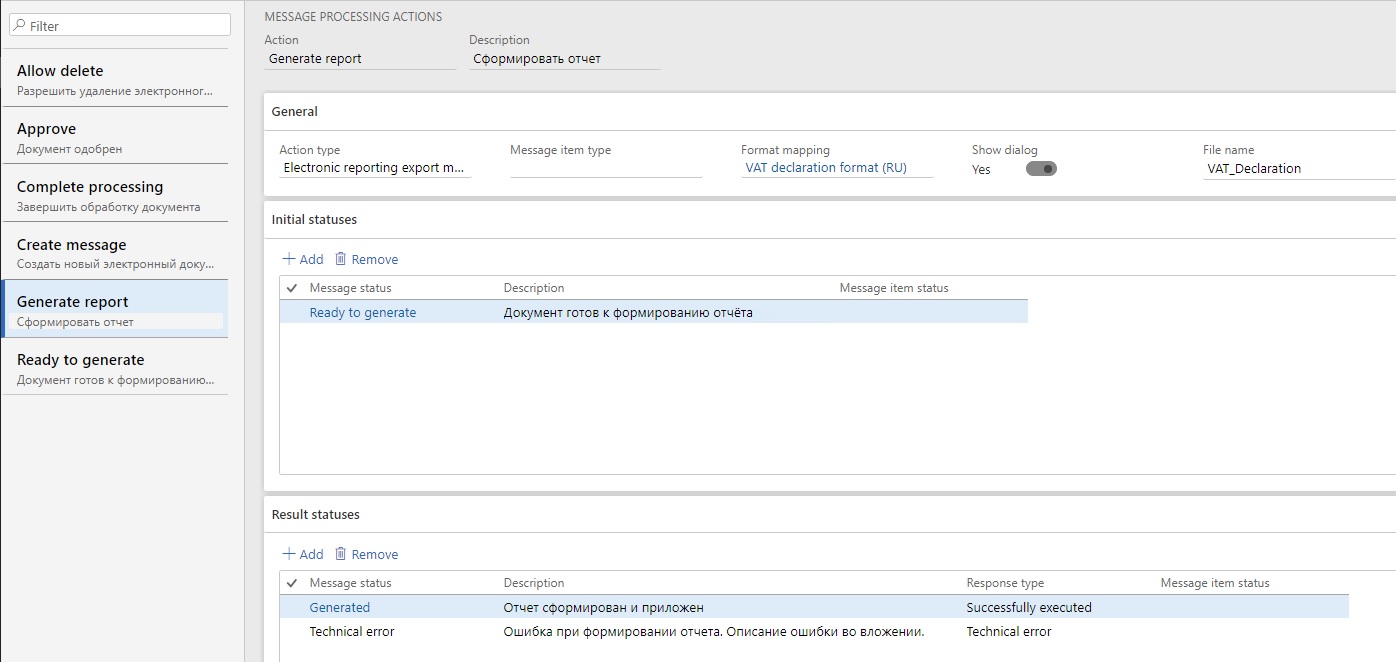 Filter
Allow delete
Разрешить удаление электронног...
Approve
Документ одобрен
Complete processing
Завершить обработку документа
Create message
Создать новый электронный доку...
Generate report
Сформировать отчет
Ready to generate
Документ готов к формированию...
MESSAGE PROCESSING ACTIONS
Action Description
Generate report Сформировать отчет
General
Action type Message item type Format mapping Show dialog File name
Electronic reporting export m... VAT declaration format (RU) Yes VAT_Declaration
Initial statuses
Add Remove
Message status Description Message item status
Ready to generate Документ готов к формированию отчёта
Result statuses
Add Remove
Message status Description Response type Message item status
Generated Отчет сформирован и приложен Successfully executed
Technical error Ошибка при формировании отчета. Описание ошибки во вложении. Technical error